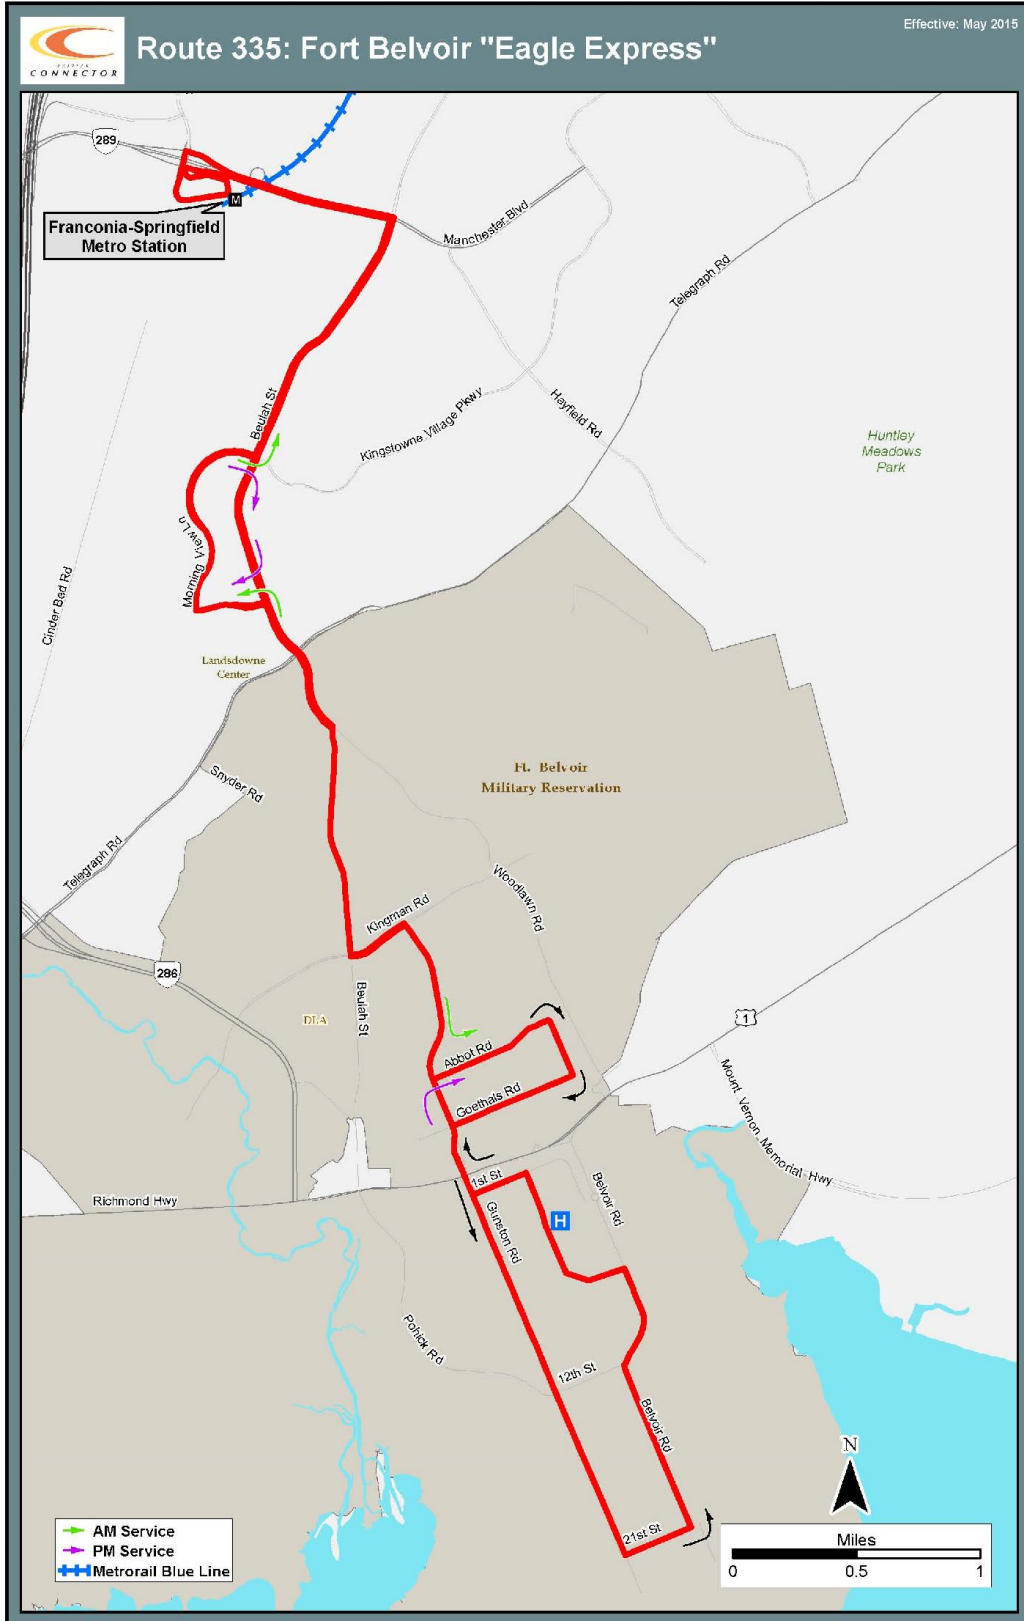 Effective: May 2015
CONNECTOR
Route 335: Fort Belvoir "Eagle Express"
289
M
Franconia-Springfield
Metro Station
Manchester Blvd
Telegraph Rd
Beulah St
Kingstowne Village Pkwy
Hayfield Rd
Huntley
Meadows
Park
Morning View Ln
Cinder Bed Rd
Landsdowne
Center
Snyder Rd
Ft. Belvoir
Military Reservation
Telegraph Rd
Woodlawn Rd
Kingman Rd
286
Beulah St
DLA
1
Abbot Rd
Goethals Rd
Mount Vernon Memorial Hwy
1st St
Richmond Hwy
Belvoir Rd
H
Gunston Rd
Pohick Rd
12th St
Belvoir Rd
N
21st St
AM Service
PM Service
Metrorail Blue Line
Miles
0 0.5 1